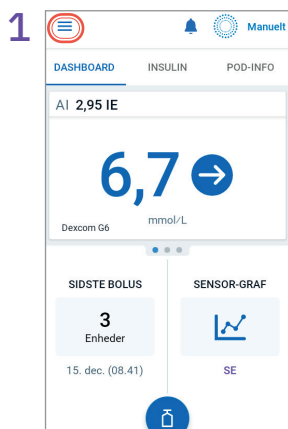 1
Manuelt
DASHBOARD INSULIN POD-INFO
AI 2,95 IE
6,7
mmol/L
Dexcom G6
SIDSTE BOLUS SENSOR-GRAF
3
Enheder
15. dec. (08.41) SE